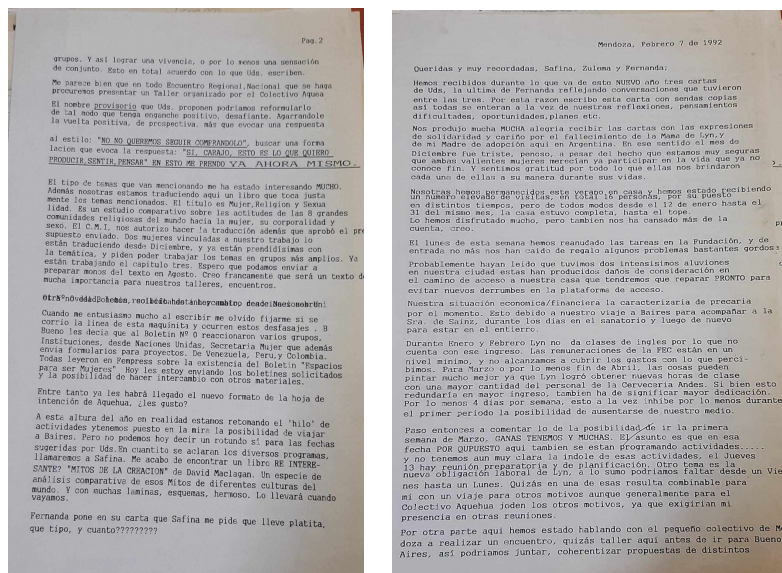 Pag.2
grupos. Y así lograr una vivencia, o por lo menos una sensación
de conjunto. Esto en total acuerdo con lo que Uds. escriben.
Me parece bien que en todo Encuentro Regional,Nacional que se haga
procuremos presentar un Taller organizado por el Colectivo Aquea
El nombre provisorio que Uds. proponen podríamos reformularlo
de tal modo que tenga empotive, desafiante. Agarrandole
la vuelta positiva, de prospectiva. más que evocar una respuesta
al estilo: "NO NO QUEREMOS SEGUIR COMPRANDOLO", buscar una forma
lacion que evoca la respuesta: "SI, CARAJO, ESTO ES LO QUE QUIRRO
PRODUCIR,SENTIR,PENSAR" EN ESTO ME PRENDO YA AHORA MISMO.
El tipo de temas que van mencionando me ha estado interesando MUCHO.
Además nosotras estamos traduciendo aquí un libro que toca justa
mente los temas mencionados. El título es Mujer,Religion y Sexua
lidad. Es un estudio comparativo sobre las actitudes de las 8 grandes
comunidades religiosas del mundo hacia la mujer, su corporalidad y
sexo. El C.M.I. nos autorizo hacer la traducción además que aprobó el pre
supuesto enviado. Dos mujeres vinculadas a nuestro trabajo lo
están traduciendo desde Diciembre, y ya están prendidísimas con
la temática, y piden poder trabajar los temas en grupos más amplios. Ya
están trabajando el capítulo tres. Espero que podamos enviar a
preparar monos del texto en Agosto. Creo francamente que será un texto de
mucha importancia para nuestros talleres, encuentros.
Cuando me entusiasmo mucho al escribir me olvido fijarme si se
corrio la linea de esta maquinita y ocurren estos desfasajes . B
Bueno les decia que al Boletin Nº 0 reaccionaron varios grupos,
Instituciones, desde Naciones Unidas, Secretaria Mujer que además
envia formularios para proyectos. De Venezuela, Peru,y Colombia.
Todas leyeron en Fempress sobre la existencia del Boletin "Espacios
para ser Mujeres" Hoy les estoy enviando los boletines solicitados
y la posibilidad de hacer intercambio con otros materiales.
Entre tanto ya les habrá llegado el nuevo formato de la hoja de
intención de Aquehua, ¿les gusto?
A esta altura del año en realidad estamos retomando el 'hilo' de
actividades ytenemos puesto en la mira la posibilidad de viajar
a Baires. Pero no podemos hoy decir un rotundo sí para las fechas
sugeridas por Uds.En cuantito se aclaren los diversos programas,
llamaremos a Safina. Me acabo de encontrar un libro RE INTERE-
SANTE? "MITOS DE LA CREACION" de David Maclagan. Un especie de
análisis comparativo de esos Mitos de diferentes culturas del
mundo. Y con muchas laminas, esquemas, hermoso. Lo llevará cuando
vayamos.
Fernanda pone en su carta que Safina me pide que lleve platita,
que tipo, y cuanto?????????
Mendoza, Pebrero 7 de 1992
Queridas y muy recordadas, Safina, Zulema y Fernanda;
Hemos recibidos durante lo que va de este NUEVO año tres cartas
de Uds, la ultima de Fernanda reflejando conversaciones que tuvieron
entre las tres. Por esta razon escribo esta carta con sendas copias
así todas se enteran a la vez de nuestras reflexiones, pensamientos
dificultades, oportunidades,planes etc.
Nos produjo mucha MUCHA alegría recibir las cartas con las expresiones
de solidaridad y cariño por el fallecimiento de la Mama de Lyn,y
de mi Madre de adopción aquí en Argentina. En ese sentido el mes de
Diciembre fue triste, penoso, a pesar del hecho que estamos muy seguras
que ambas vallientes mujeres merecian ya participar en la vida que ya no
conoce fin. Y sentimos gratitud por todo lo que ellas nos brindaron
cada una de ellas a su manera durante sus vidas.
Nosotras hemos permanecidos este verano en casa y hemos estado recibiendo
un numero elevado de visitas, en total 16 personas, por su puesto
en distintos tiempos, pero de todos modos desde el 12 de enero hasta el
31 del mismo mes, la casa estuvo completa, hasta el tope.
Lo hemos disfrutado mucho, pero tambien nos ha cansado más de la
cuenta, creo.
El lunes de esta semana hemos reanudado las tareas en la Fundación, y de
entrada no más nos han caido de regalo algunos problemas bastantes gordos:
Probablemente hayan leido que tuvimos dos intensísimos aluviones
en nuestra ciudad estas han producidos daños de consideración en
el camino de acceso a nuestra casa que tendremos que reparar PRONTO para
evitar nuevos derrumbes en la plataforma de acceso.
Nuestra situación economica/financiera la caracterizaría de precaria
por el momento. Esto debido a nuestro viaje a Baires para acompañar a la
Sra. de Sainz, durante los dias en el sanatorio y luego de nuevo
para estar en el entierro.
Durante Enero y Febrero Lyn no da clases de ingles por lo que no
cuenta con ese ingreso. Las remuneraciones de la FEC están en un
nivel mínimo, y no alcanzamos a cubrir los gastos con lo que perci-
bimos. Para Marzo o por lo menos fin de Abril, las cosas pueden
pintar mucho mejor ya que Lyn logró obtener nuevas horas de clase
con una mayor cantidad del personal de la Cerveceria Andes. Si bien esto
redundaría en mayor ingreso, tambien ha de significar mayor dedicación.
Por lo menos 4 dias por semana, esto a la vez inhibe por lo menos durante
el primer periodo la posibilidad de ausentarse de nuestro medio.
Paso entonces a comentar lo de la posibilidad de ir la primera
semana de Marzo. GANAS TENEMOS Y MUCHAS. El asunto es que en esa
fecha POR QUPUESTO aquí tambien se estan programando actividades....
y no tenemos aun muy clara la índole de esas actividades, el Jueves
13 hay reunión preparatoria y de planificación. Otro tema es la
nueva obligación laboral de Lyn, a lo sumo podriamos faltar desde un Vie
nes hasta un Lunes. Quizás en una de esas resulta combinable para
mi con un viaje para otros motivos aunque generalmente para el
Colectivo Aquehua joden los otros motivos, ya que exigirían mi
presencia en otras reuniones.
Por otra parte aquí hemos estado hablando con el pequeño colectivo de Me
doza a realizar un encuentro, quizás taller aquí antes de ir para Bueno
Aires, así podriamos juntar, coherentizar propuestas de distintos